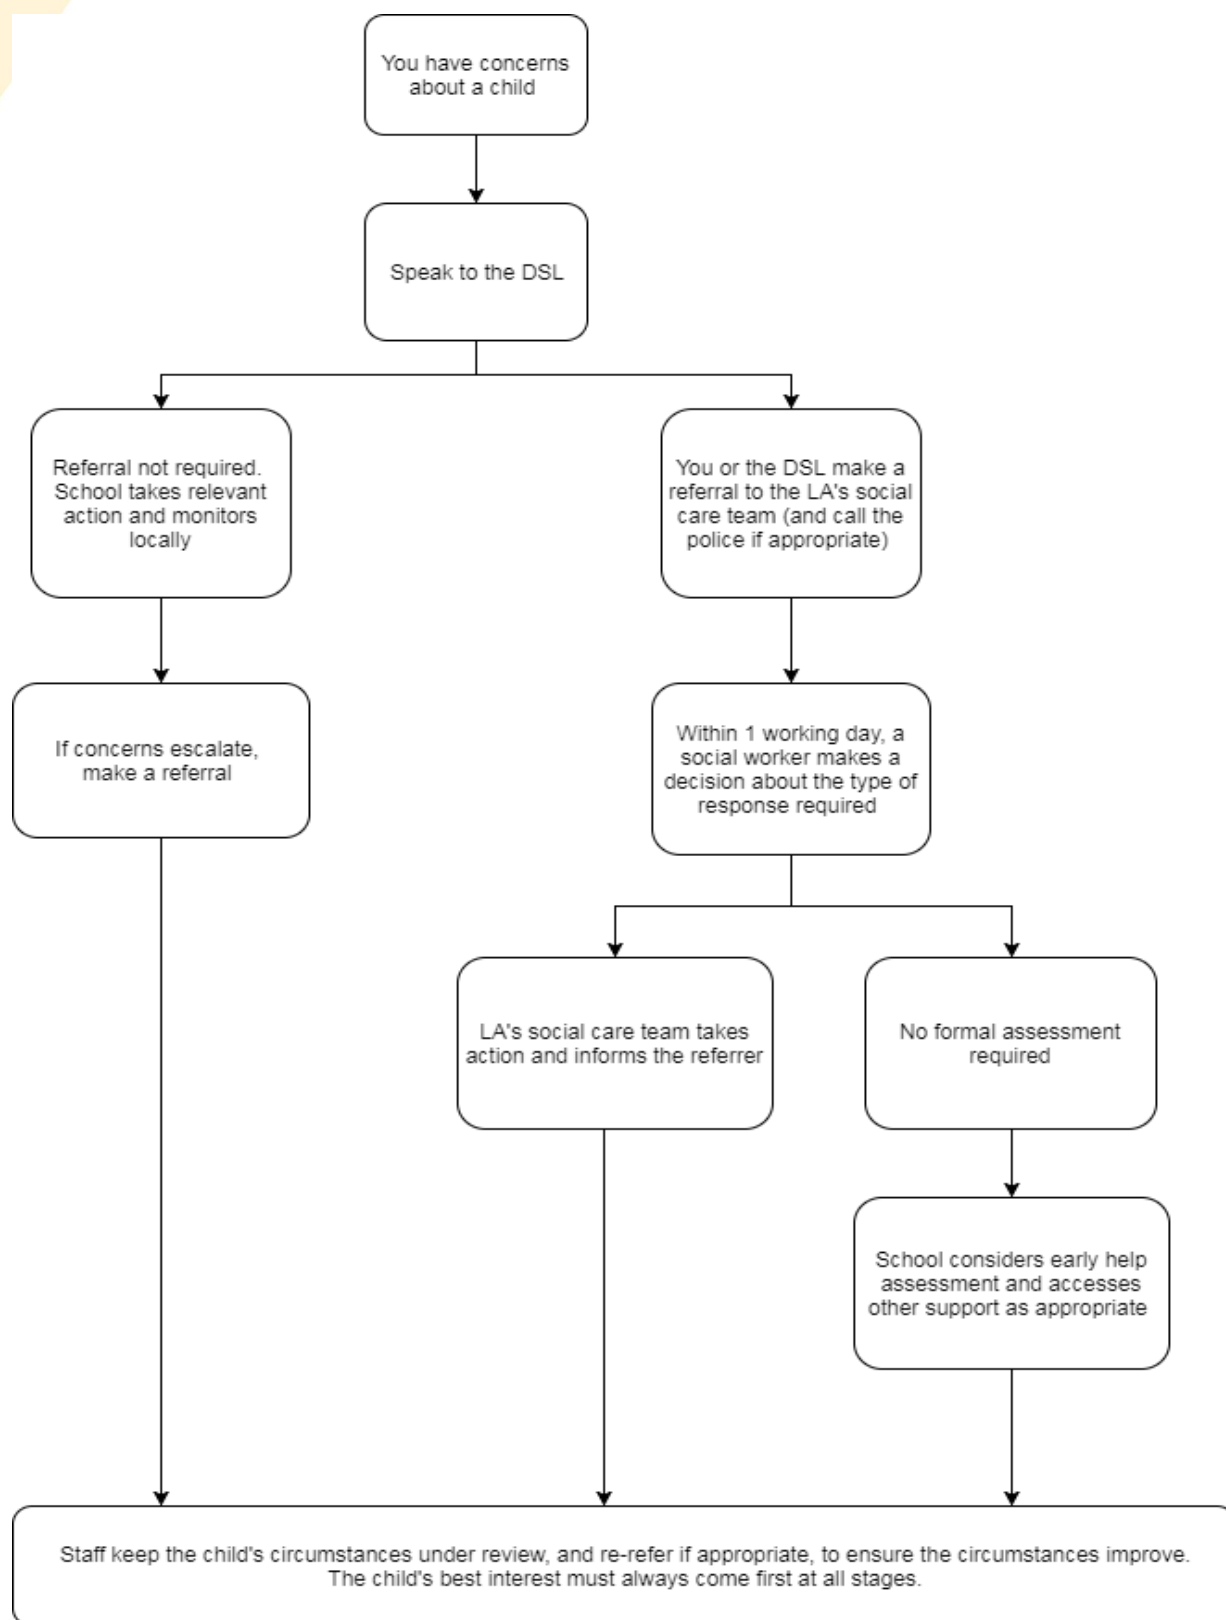 You have concerns
about a child
Speak to the DSL
Referral not required.
School takes relevant
action and monitors
locally
You or the DSL make a
referral to the LA's social
care team (and call the
police if appropriate)
If concerns escalate,
make a referral
Within 1 working day, a
social worker makes a
decision about the type of
response required
LA's social care team takes
action and informs the referrer
No formal assessment
required
School considers early help
assessment and accesses
other support as appropriate
Staff keep the child's circumstances under review, and re-refer if appropriate, to ensure the circumstances improve.
The child's best interest must always come first at all stages.